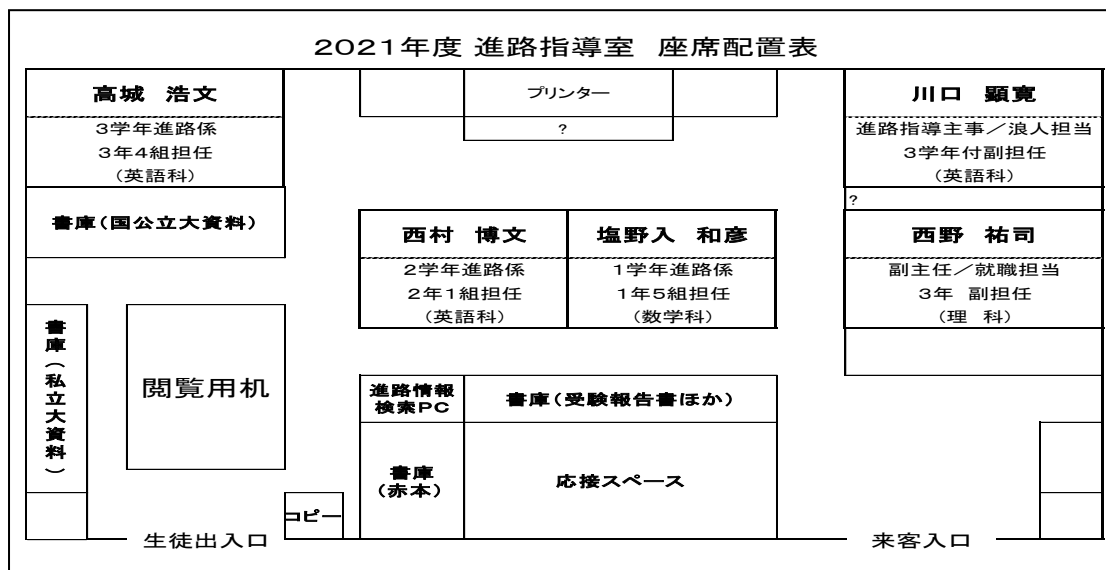 2021年度 進路指導室 座席配置表
高城 浩文
3学年進路係
3年4組担任
(英語科)
プリンター
?
川口 顕寛
進路指導主事／浪人担当
3学年付副担任
(英語科)
?
書庫(国公立大資料)
西村 博文
2学年進路係
2年1組担任
(英語科)
塩野入 和彦
1学年進路係
1年5組担任
(数学科)
西野 祐司
副主任／就職担当
3年 副担任
(理 科)
書庫(私立大資料)
閲覧用机
進路情報
検索PC
書庫(受験報告書ほか)
書庫
(赤本)
応接スペース
コピー
生徒出入口
来客入口